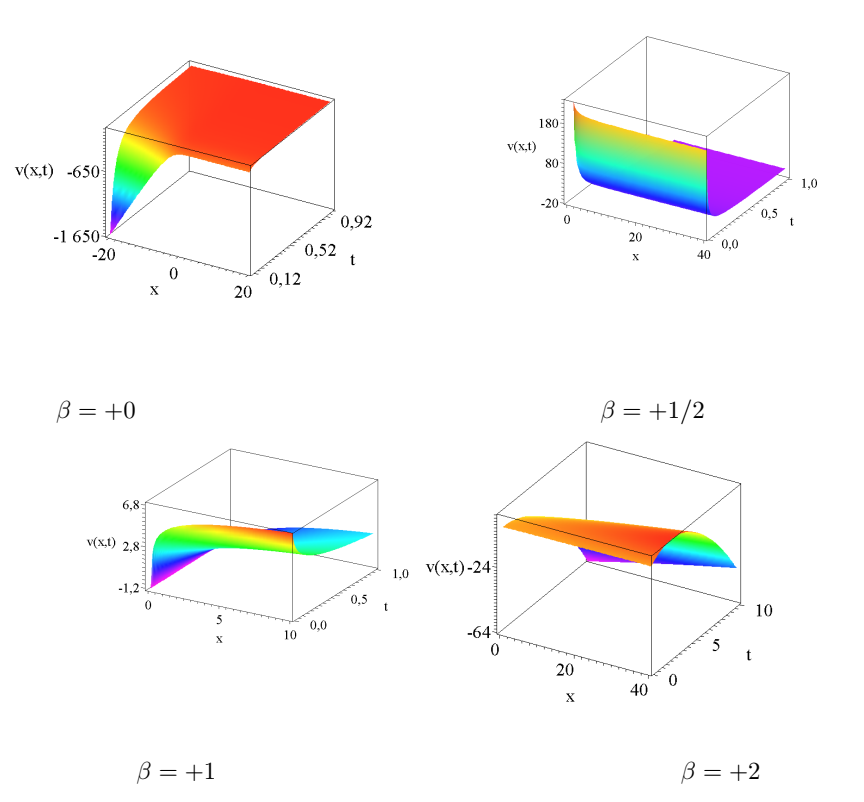 v(x,t)
-650
-1 650
-20
0
20
x
0,12
0,52
0,92
t
180
80
-20
v(x,t)
0
20
40
x
0,0
0,5
1,0
t
β = +0
β = +1/2
6,8
2,8
-1,2
v(x,t)
0
5
10
x
0,0
0,5
1,0
t
v(x,t)
-24
-64
0
20
40
x
0
5
10
t
β = +1
β = +2